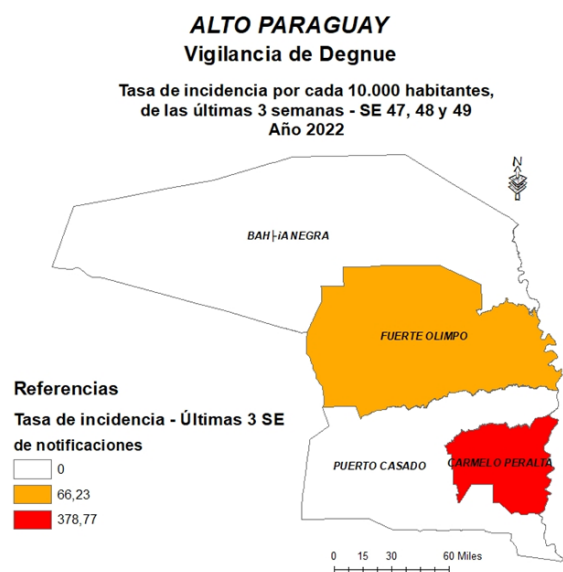 ALTO PARAGUAY
Vigilancia de Degnue
Tasa de incidencia por cada 10.000 habitantes,
de las últimas 3 semanas - SE 47, 48 y 49
Año 2022
N
BAH├ìA NEGRA
FUERTE OLIMPO
PUERTO CASADO
CARMELO PERALTA
Referencias
Tasa de incidencia - Últimas 3 SE
de notificaciones
0
66,23
378,77
0 15 30 60 Miles